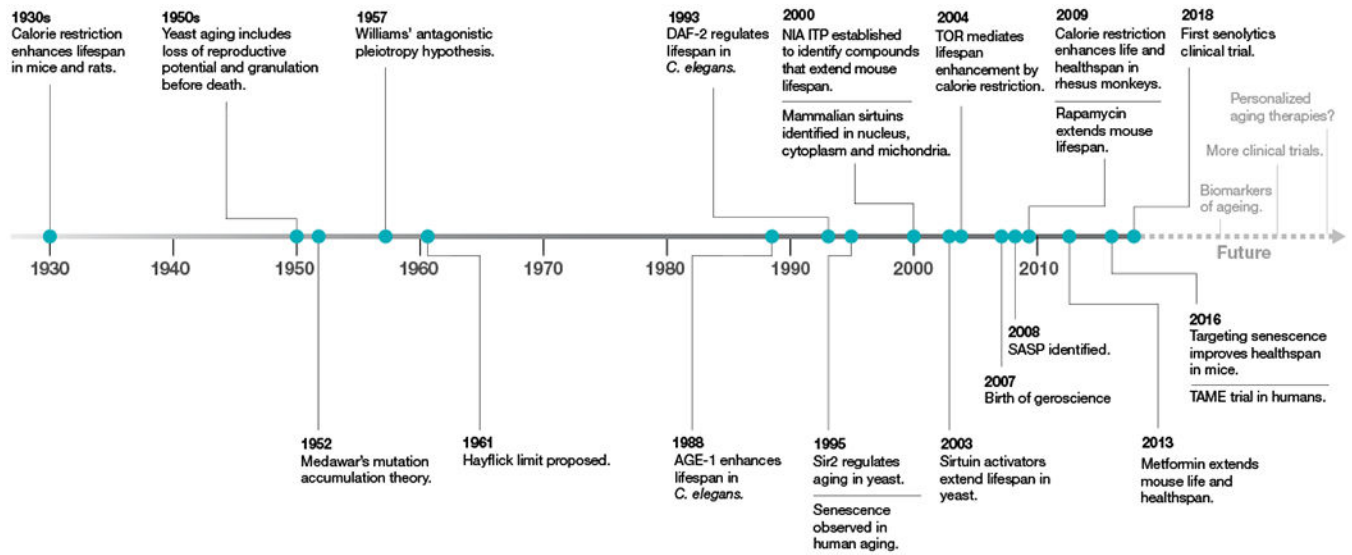 1930s
Calorie restriction
enhances lifespan
in mice and rats.
1950s
Yeast aging includes
loss of reproductive
potential and granulation
before death.
1957
Williams' antagonistic
pleiotropy hypothesis.
1993
DAF-2 regulates
lifespan in
C. elegans.
2000
NIA ITP established
to identify compounds
that extend mouse
lifespan.
Mammalian sirtuins
identified in nucleus,
cytoplasm and michondria.
2004
TOR mediates
lifespan
enhancement by
calorie restriction.
2009
Calorie restriction
enhances life and
healthspan in
rhesus monkeys.
Rapamycin
extends mouse
lifespan.
2018
First senolytics
clinical trial.
Personalized
aging therapies?
More clinical trials.
Biomarkers
of ageing.
1930 1940 1950 1960 1970 1980 1990 2000 2010 Future
1952
Medawar's mutation
accumulation theory.
1961
Hayflick limit proposed.
1988
AGE-1 enhances
lifespan in
C. elegans.
1995
Sir2 regulates
aging in yeast.
Senescence
observed in
human aging.
2003
Sirtuin activators
extend lifespan in
yeast.
2007
Birth of geroscience
2008
SASP identified.
2013
Metformin extends
mouse life and
healthspan.
2016
Targeting senescence
improves healthspan
in mice.
TAME trial in humans.